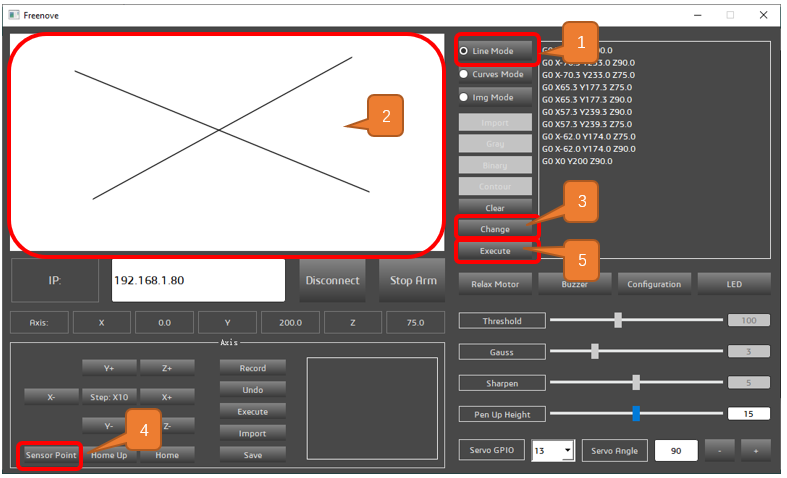 Freenove
1
Line Mode
Curves Mode
Img Mode
Import
Binary
Contour
Clear
Change
Execute
2
3
5
G0 X-70.3 Y233.0 Z90.0
G0 X-70.3 Y233.0 Z75.0
G0 X65.3 Y177.3 Z75.0
G0 X65.3 Y177.3 Z90.0
G0 X57.3 Y239.3 Z90.0
G0 X57.3 Y239.3 Z75.0
G0 X-62.0 Y174.0 Z75.0
G0 X-62.0 Y174.0 Z90.0
G0 X0 Y200 Z90.0
IP:
192.168.1.80
Disconnect
Stop Arm
Relax Motor
Buzzer
Configuration
LED
Axis:
X
0.0
Y
200.0
Z
75.0
Threshold
100
Gauss
3
Sharpen
5
Pen Up Height
15
Servo GPIO
13
Servo Angle
90
-
+
Axis
Y+
Z+
X-
Step: X10
X+
Y-
Z-
4
Sensor Point
Home Up
Home
Record
Undo
Execute
Import
Save